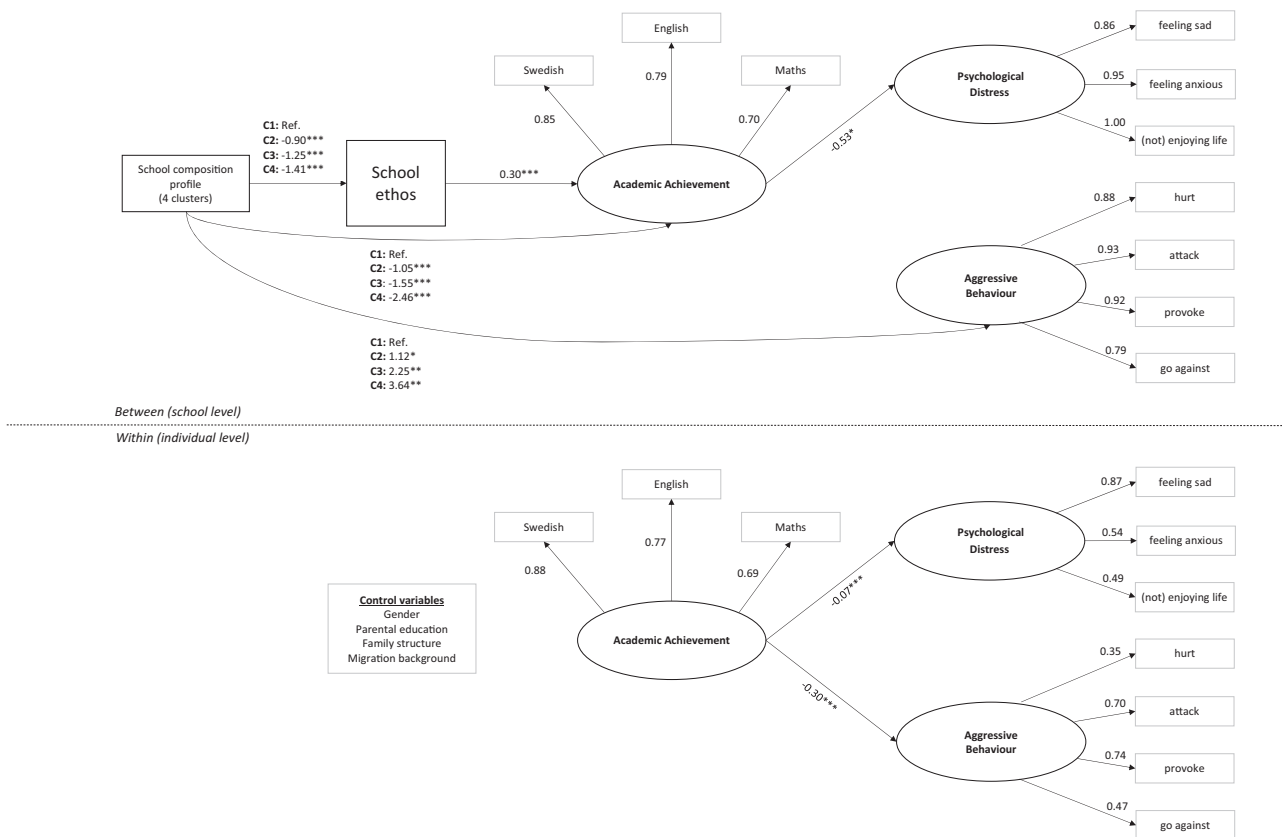 English
Swedish
Maths
0.79
0.85
0.70
C1: Ref.
C2: -0.90***
C3: -1.25***
C4: -1.41***
School composition
profile
(4 clusters)
School
ethos
0.30***
Academic Achievement
-0.53*
Psychological
Distress
0.86
feeling sad
0.95
feeling anxious
1.00
(not) enjoying life
C1: Ref.
C2: -1.05***
C3: -1.55***
C4: -2.46***
C1: Ref.
C2: 1.12*
C3: 2.25**
C4: 3.64**
Aggressive
Behaviour
0.88
hurt
0.93
attack
0.92
provoke
0.79
go against
Between (school level)
Within (individual level)
English
Swedish
Maths
0.77
0.88
0.69
Control variables
Gender
Parental education
Family structure
Migration background
Academic Achievement
-0.07***
-0.30***
Psychological
Distress
0.87
feeling sad
0.54
feeling anxious
0.49
(not) enjoying life
Aggressive
Behaviour
0.35
hurt
0.70
attack
0.74
provoke
0.47
go against